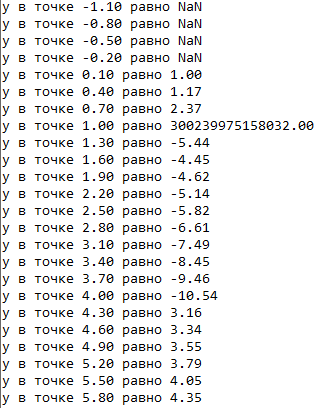 y в точке -1.10 равно NaN
y в точке -0.80 равно NaN
y в точке -0.50 равно NaN
y в точке -0.20 равно NaN
y в точке 0.10 равно 1.00
y в точке 0.40 равно 1.17
y в точке 0.70 равно 2.37
y в точке 1.00 равно 300239975158032.00
y в точке 1.30 равно -5.44
y в точке 1.60 равно -4.45
y в точке 1.90 равно -4.62
y в точке 2.20 равно -5.14
y в точке 2.50 равно -5.82
y в точке 2.80 равно -6.61
y в точке 3.10 равно -7.49
y в точке 3.40 равно -8.45
y в точке 3.70 равно -9.46
y в точке 4.00 равно -10.54
y в точке 4.30 равно 3.16
y в точке 4.60 равно 3.34
y в точке 4.90 равно 3.55
y в точке 5.20 равно 3.79
y в точке 5.50 равно 4.05
y в точке 5.80 равно 4.35